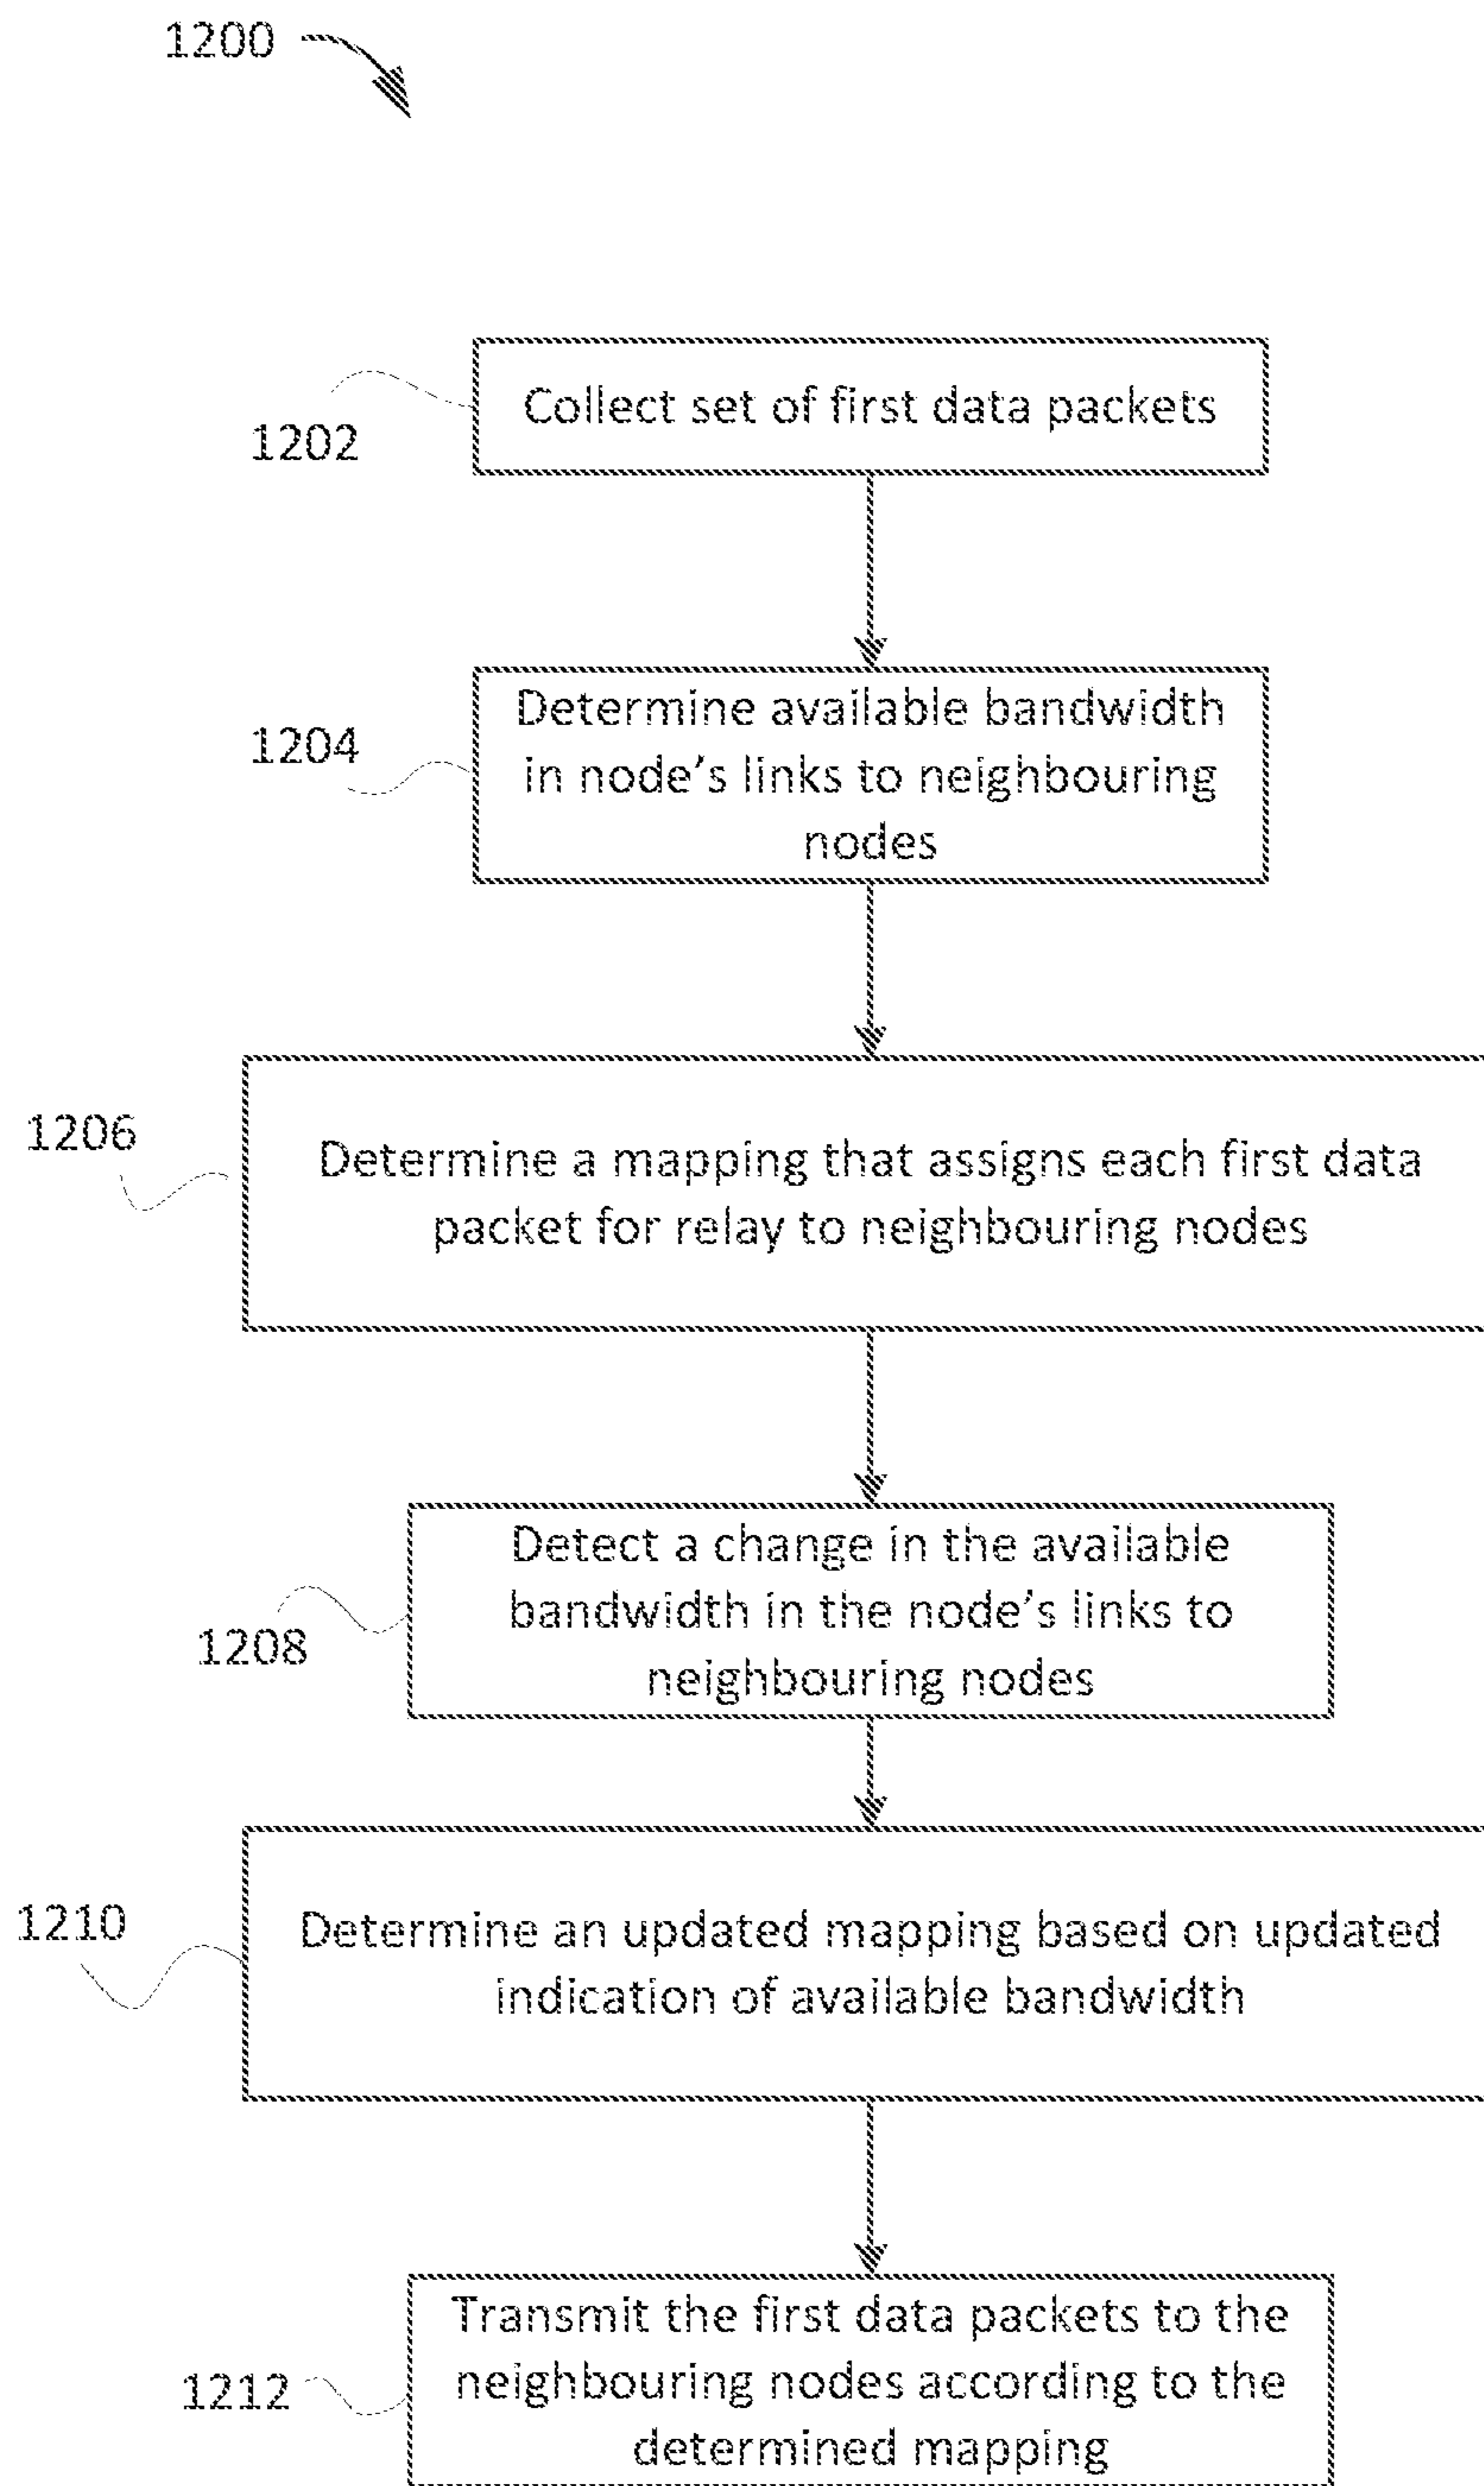 1200
Collect set of first data packets
1202
Determine available bandwidth
in node's links to neighbouring
nodes
1204
Determine a mapping that assigns each first data
packet for relay to neighbouring nodes
1206
Detect a change in the available
bandwidth in the node's links to
neighbouring nodes
1208
Determine an updated mapping based on updated
indication of available bandwidth
1210
Transmit the first data packets to the
neighbouring nodes according to the
determined mapping
1212